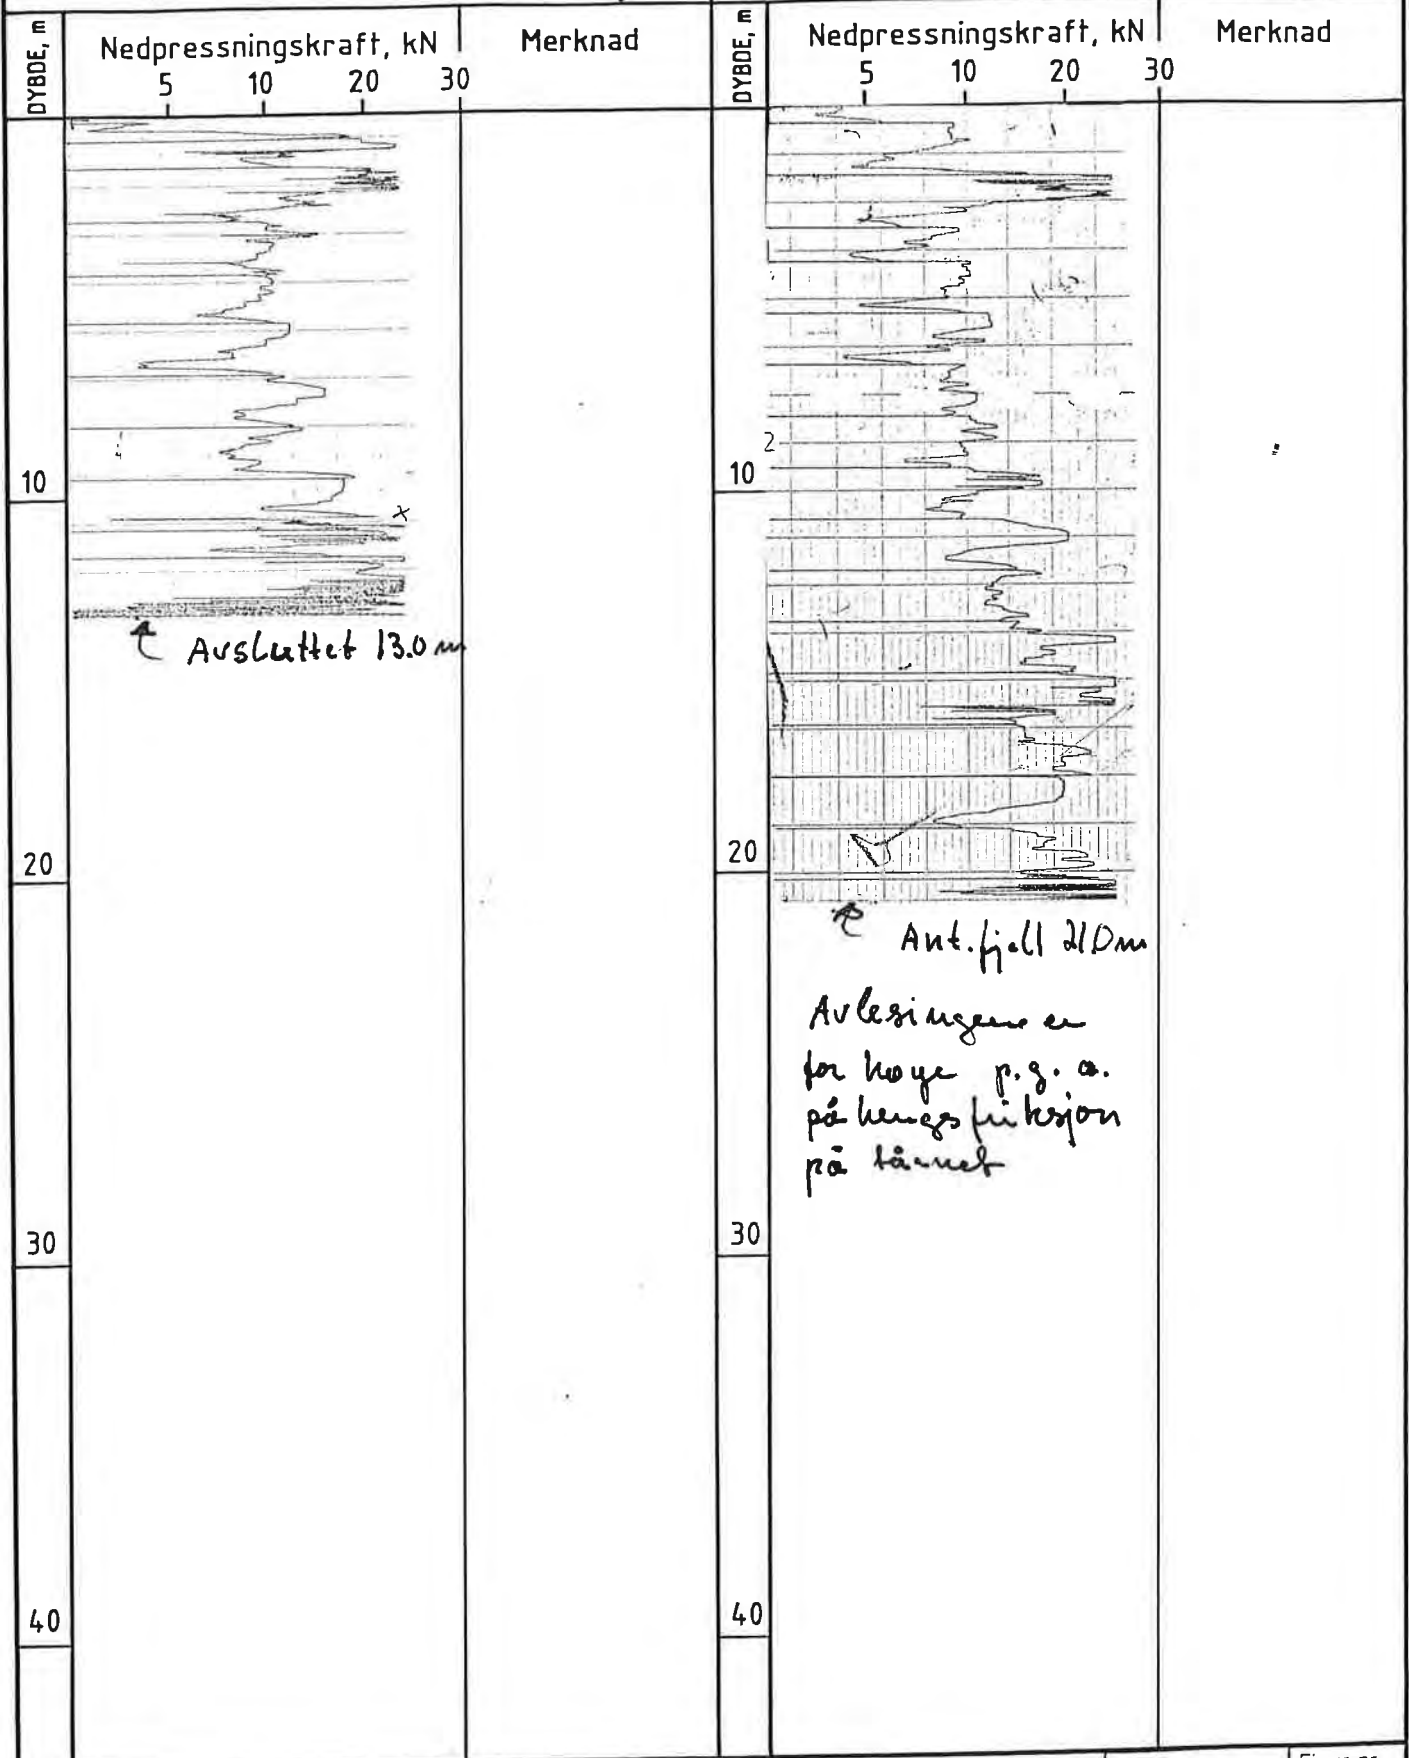 DYBDE, m
Nedpressningskraft, kN
Merknad
5 10 20 30
10
20
30
40
x
Avsluttet 13.0 m
DYBDE, m
Nedpressningskraft, kN
Merknad
5 10 20 30
2
10
20
30
40
Ant. fjell 21.0 m
Avlesingene er
for høye p.g.a.
påhengsfriksjon
på tårnet